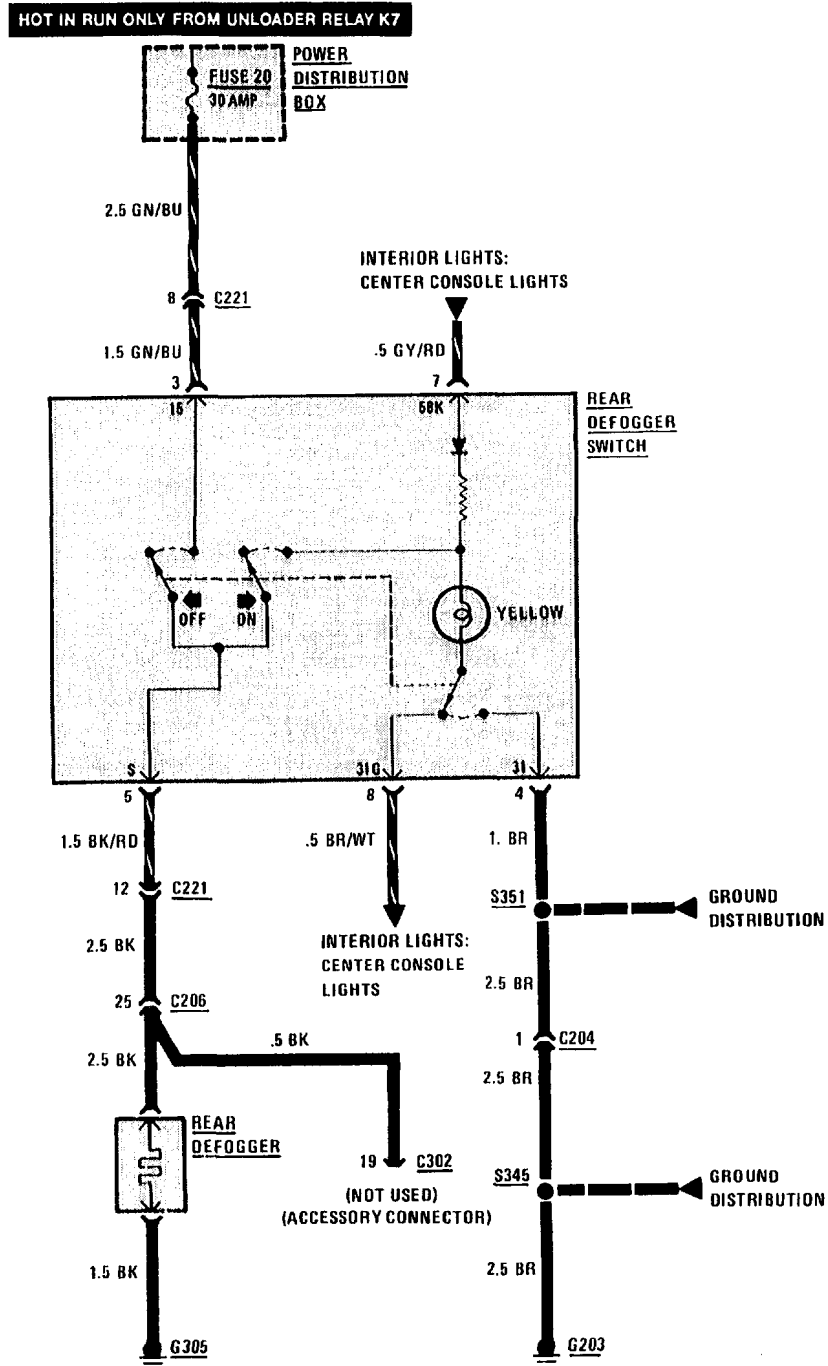 HOT IN RUN ONLY FROM UNLOADER RELAY K7
POWER
DISTRIBUTION
BOX
FUSE 20
30 AMP
2.5 GN/BU
INTERIOR LIGHTS:
CENTER CONSOLE LIGHTS
8 C221
1.5 GN/BU
.5 GY/RD
3
7
15
58K
REAR
DEFOGGER
SWITCH
OFF
ON
YELLOW
S
31G
31
5
8
4
1.5 BK/RD
.5 BR/WT
1. BR
12 C221
S351
GROUND
DISTRIBUTION
2.5 BK
INTERIOR LIGHTS:
CENTER CONSOLE
LIGHTS
2.5 BR
25 C206
.5 BK
1 C204
2.5 BK
2.5 BR
REAR
DEFOGGER
19 C302
(NOT USED)
(ACCESSORY CONNECTOR)
S345
GROUND
DISTRIBUTION
1.5 BK
2.5 BR
G305
G203